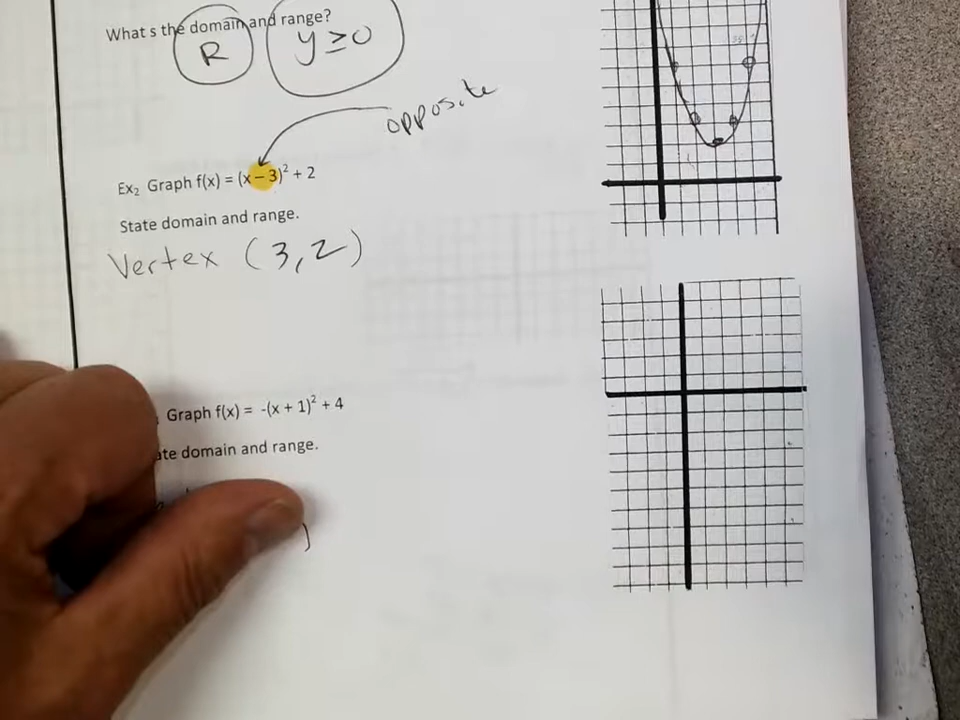 What s the domain and range?
R y ≥ 0
opposite
Ex₂ Graph f(x) = (x – 3)² + 2
State domain and range.
Vertex (3,2)
Graph f(x) = -(x + 1)² + 4
ate domain and range.
)